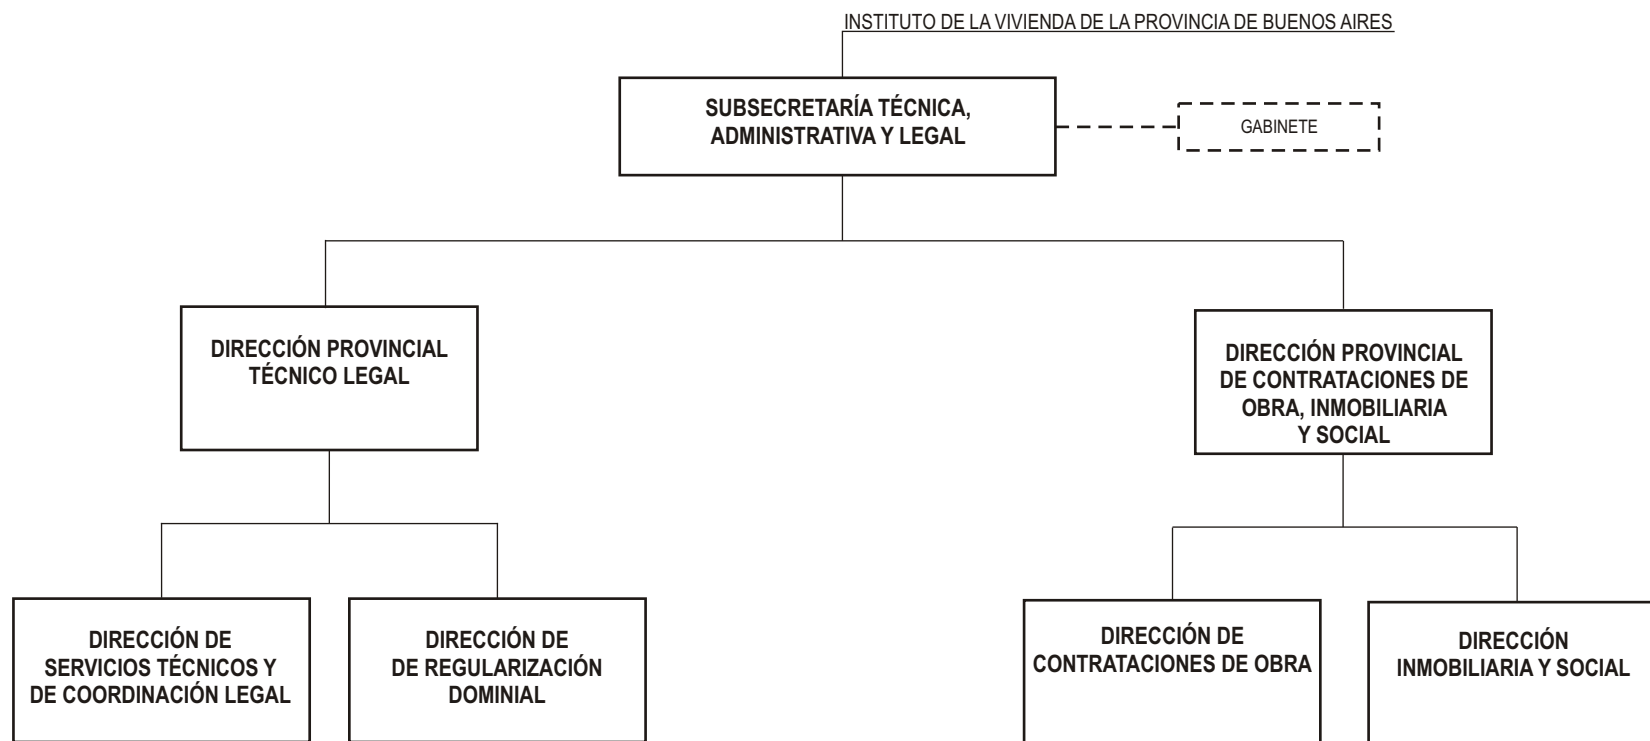 INSTITUTO DE LA VIVIENDA DE LA PROVINCIA DE BUENOS AIRES
SUBSECRETARÍA TÉCNICA,
ADMINISTRATIVA Y LEGAL
GABINETE
DIRECCIÓN PROVINCIAL
TÉCNICO LEGAL
DIRECCIÓN PROVINCIAL
DE CONTRATACIONES DE
OBRA, INMOBILIARIA
Y SOCIAL
DIRECCIÓN DE
SERVICIOS TÉCNICOS Y
DE COORDINACIÓN LEGAL
DIRECCIÓN DE
DE REGULARIZACIÓN
DOMINIAL
DIRECCIÓN DE
CONTRATACIONES DE OBRA
DIRECCIÓN
INMOBILIARIA Y SOCIAL